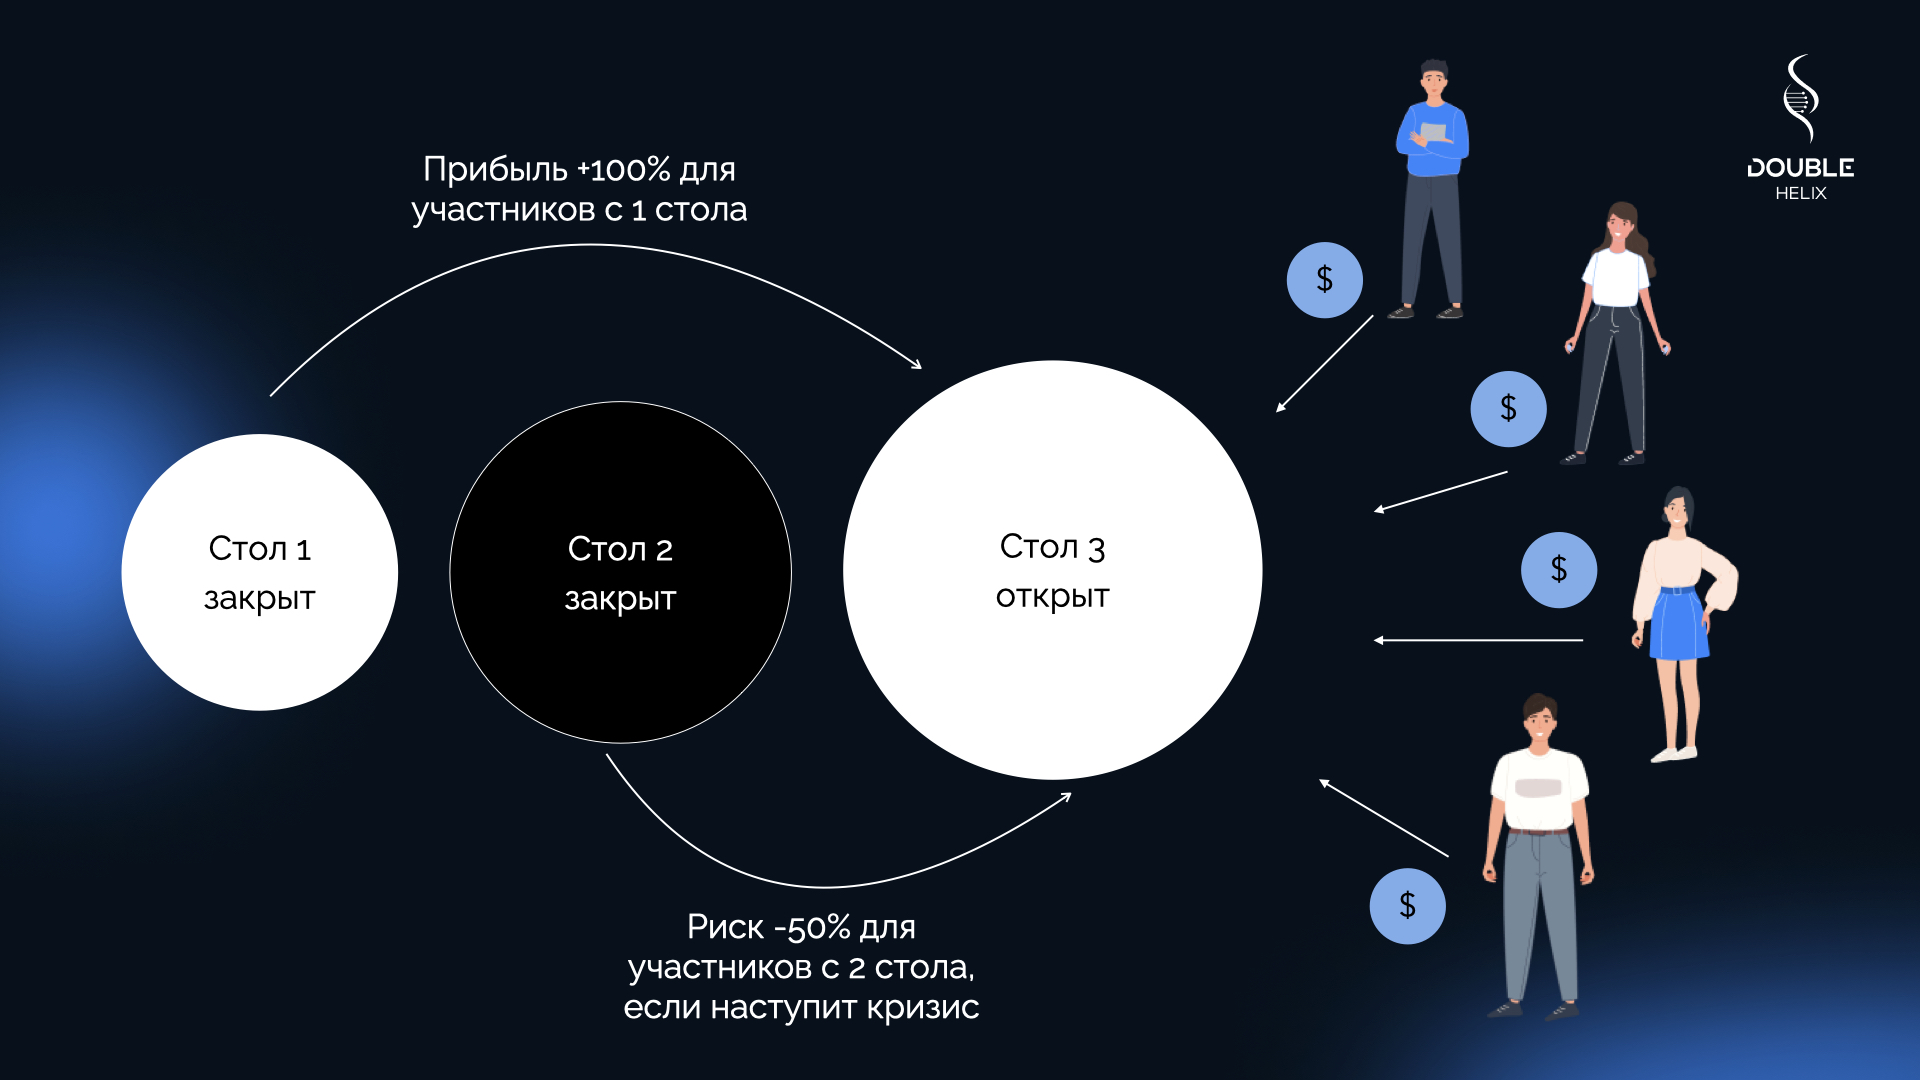 DOUBLE
HELIX
Прибыль +100% для
участников с 1 стола
$
$
Стол 1
закрыт
Стол 2
закрыт
Стол 3
открыт
$
$
Риск -50% для
участников с 2 стола,
если наступит кризис